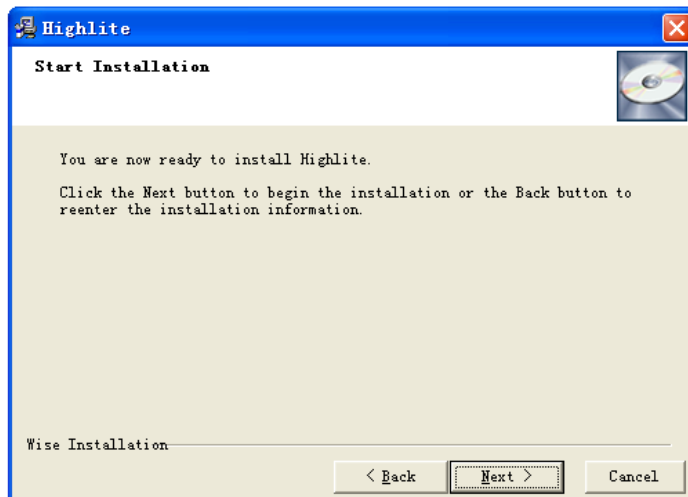 Highlite
Start Installation
You are now ready to install Highlite.
Click the Next button to begin the installation or the Back button to
reenter the installation information.
Wise Installation
< Back
Next >
Cancel